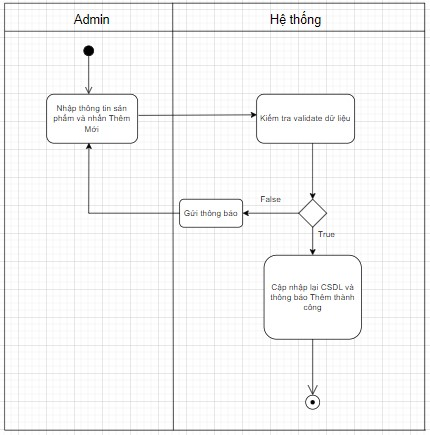 Admin
Hệ thống
Nhập thông tin sản
phẩm và nhấn Thêm
Mới
Kiểm tra validate dữ liệu
False
Gửi thông báo
True
Cập nhập lại CSDL và
thông báo Thêm thành
công